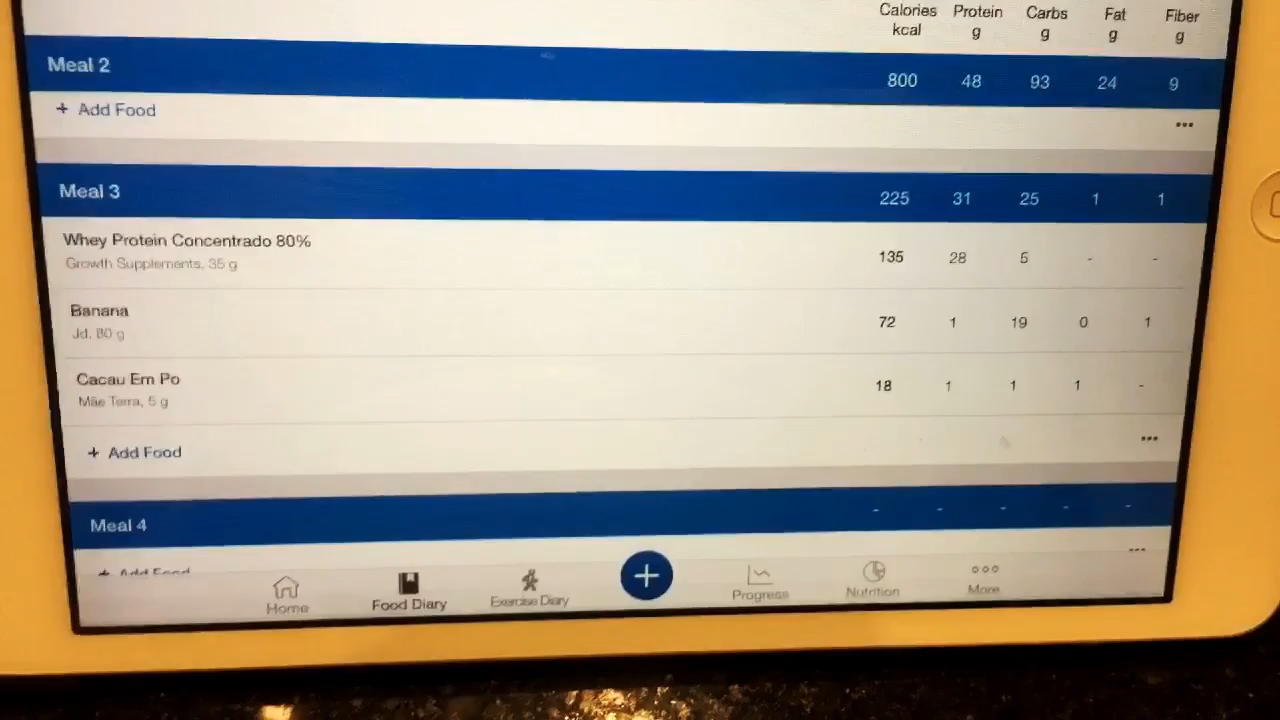 Calories Protein Carbs Fat Fiber
kcal g g g g
Meal 2 800 48 93 24 9
+ Add Food
Meal 3 225 31 25 1 1
Whey Protein Concentrado 80%
Growth Supplements, 35 g 135 28 5 - -
Banana
Jd, 80 g 72 1 19 0 1
Cacau Em Po
Mãe Terra, 5 g 18 1 1 1 -
+ Add Food
Meal 4 - - - - -
+ Add Food
Home Food Diary Exercise Diary + Progress Nutrition More